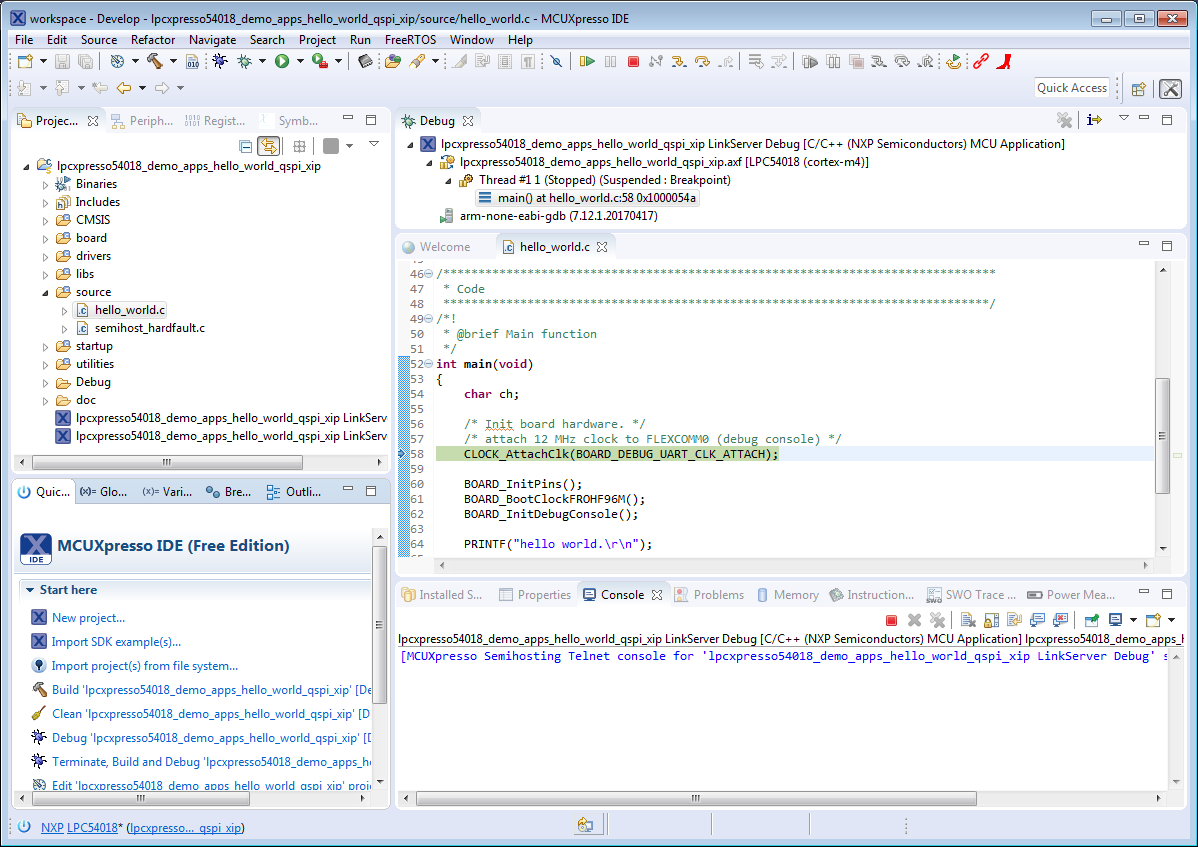 workspace - Develop - lpcxpresso54018_demo_apps_hello_world_qspi_xip/source/hello_world.c - MCUXpresso IDE
File Edit Source Refactor Navigate Search Project Run FreeRTOS Window Help
Quick Access
Projec... Periph... Regist... Symb...
lpcxpresso54018_demo_apps_hello_world_qspi_xip
Binaries
Includes
CMSIS
board
drivers
libs
source
hello_world.c
semihost_hardfault.c
startup
utilities
Debug
doc
lpcxpresso54018_demo_apps_hello_world_qspi_xip LinkServ
lpcxpresso54018_demo_apps_hello_world_qspi_xip LinkServ
Quic... (x)= Glo... (x)= Vari... Bre... Outli...
MCUXpresso IDE (Free Edition)
IDE
Start here
New project...
Import SDK example(s)...
Import project(s) from file system...
Build 'lpcxpresso54018_demo_apps_hello_world_qspi_xip' [De
Clean 'lpcxpresso54018_demo_apps_hello_world_qspi_xip' [D
Debug 'lpcxpresso54018_demo_apps_hello_world_qspi_xip' [D
Terminate, Build and Debug 'lpcxpresso54018_demo_apps_h
Edit 'lpcxpresso54018_demo_apps_hello_world_qspi_xip' proj
Debug
lpcxpresso54018_demo_apps_hello_world_qspi_xip LinkServer Debug [C/C++ (NXP Semiconductors) MCU Application]
lpcxpresso54018_demo_apps_hello_world_qspi_xip.axf [LPC54018 (cortex-m4)]
Thread #1 1 (Stopped) (Suspended : Breakpoint)
main() at hello_world.c:58 0x1000054a
arm-none-eabi-gdb (7.12.1.20170417)
Welcome hello_world.c
46 /*******************************************************************************
47 * Code
48 ******************************************************************************/
49 /*!
50 * @brief Main function
51 */
52 int main(void)
53 {
54 char ch;
55
56 /* Init board hardware. */
57 /* attach 12 MHz clock to FLEXCOMM0 (debug console) */
58 CLOCK_AttachClk(BOARD_DEBUG_UART_CLK_ATTACH);
59
60 BOARD_InitPins();
61 BOARD_BootClockFROHF96M();
62 BOARD_InitDebugConsole();
63
64 PRINTF("hello world.\r\n");
Installed S... Properties Console Problems Memory Instruction... SWO Trace ... Power Mea...
lpcxpresso54018_demo_apps_hello_world_qspi_xip LinkServer Debug [C/C++ (NXP Semiconductors) MCU Application] lpcxpresso54018_demo_apps_h
[MCUXpresso Semihosting Telnet console for 'lpcxpresso54018_demo_apps_hello_world_qspi_xip LinkServer Debug' s
NXP LPC54018* (lpcxpresso..._qspi_xip)